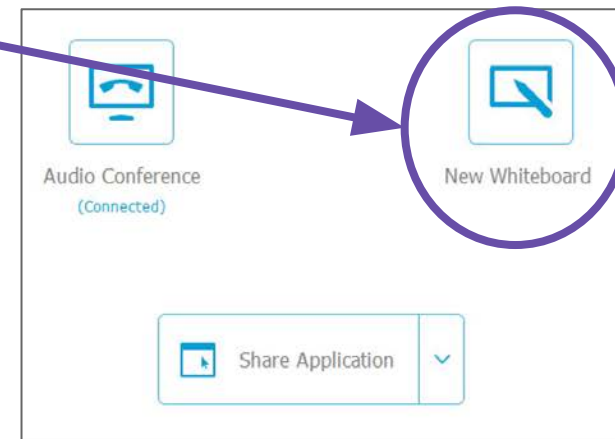 Audio Conference
(Connected)
New Whiteboard
Share Application